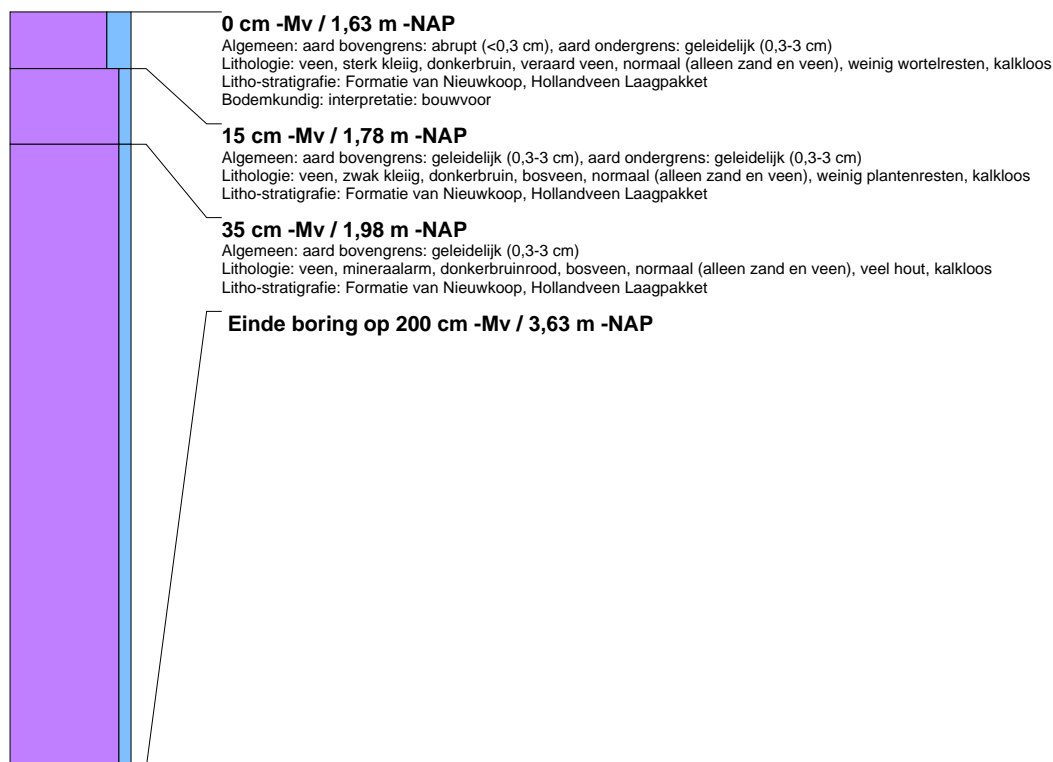 0 cm -Mv / 1,63 m -NAP
Algemeen: aard bovengrens: abrupt (<0,3 cm), aard ondergrens: geleidelijk (0,3-3 cm)
Lithologie: veen, sterk kleiig, donkerbruin, veraard veen, normaal (alleen zand en veen), weinig wortelresten, kalkloos
Litho-stratigrafie: Formatie van Nieuwkoop, Hollandveen Laagpakket
Bodemkundig: interpretatie: bouwvoor
15 cm -Mv / 1,78 m -NAP
Algemeen: aard bovengrens: geleidelijk (0,3-3 cm), aard ondergrens: geleidelijk (0,3-3 cm)
Lithologie: veen, zwak kleiig, donkerbruin, bosveen, normaal (alleen zand en veen), weinig plantenresten, kalkloos
Litho-stratigrafie: Formatie van Nieuwkoop, Hollandveen Laagpakket
35 cm -Mv / 1,98 m -NAP
Algemeen: aard bovengrens: geleidelijk (0,3-3 cm)
Lithologie: veen, mineraalarm, donkerbruinrood, bosveen, normaal (alleen zand en veen), veel hout, kalkloos
Litho-stratigrafie: Formatie van Nieuwkoop, Hollandveen Laagpakket
Einde boring op 200 cm -Mv / 3,63 m -NAP